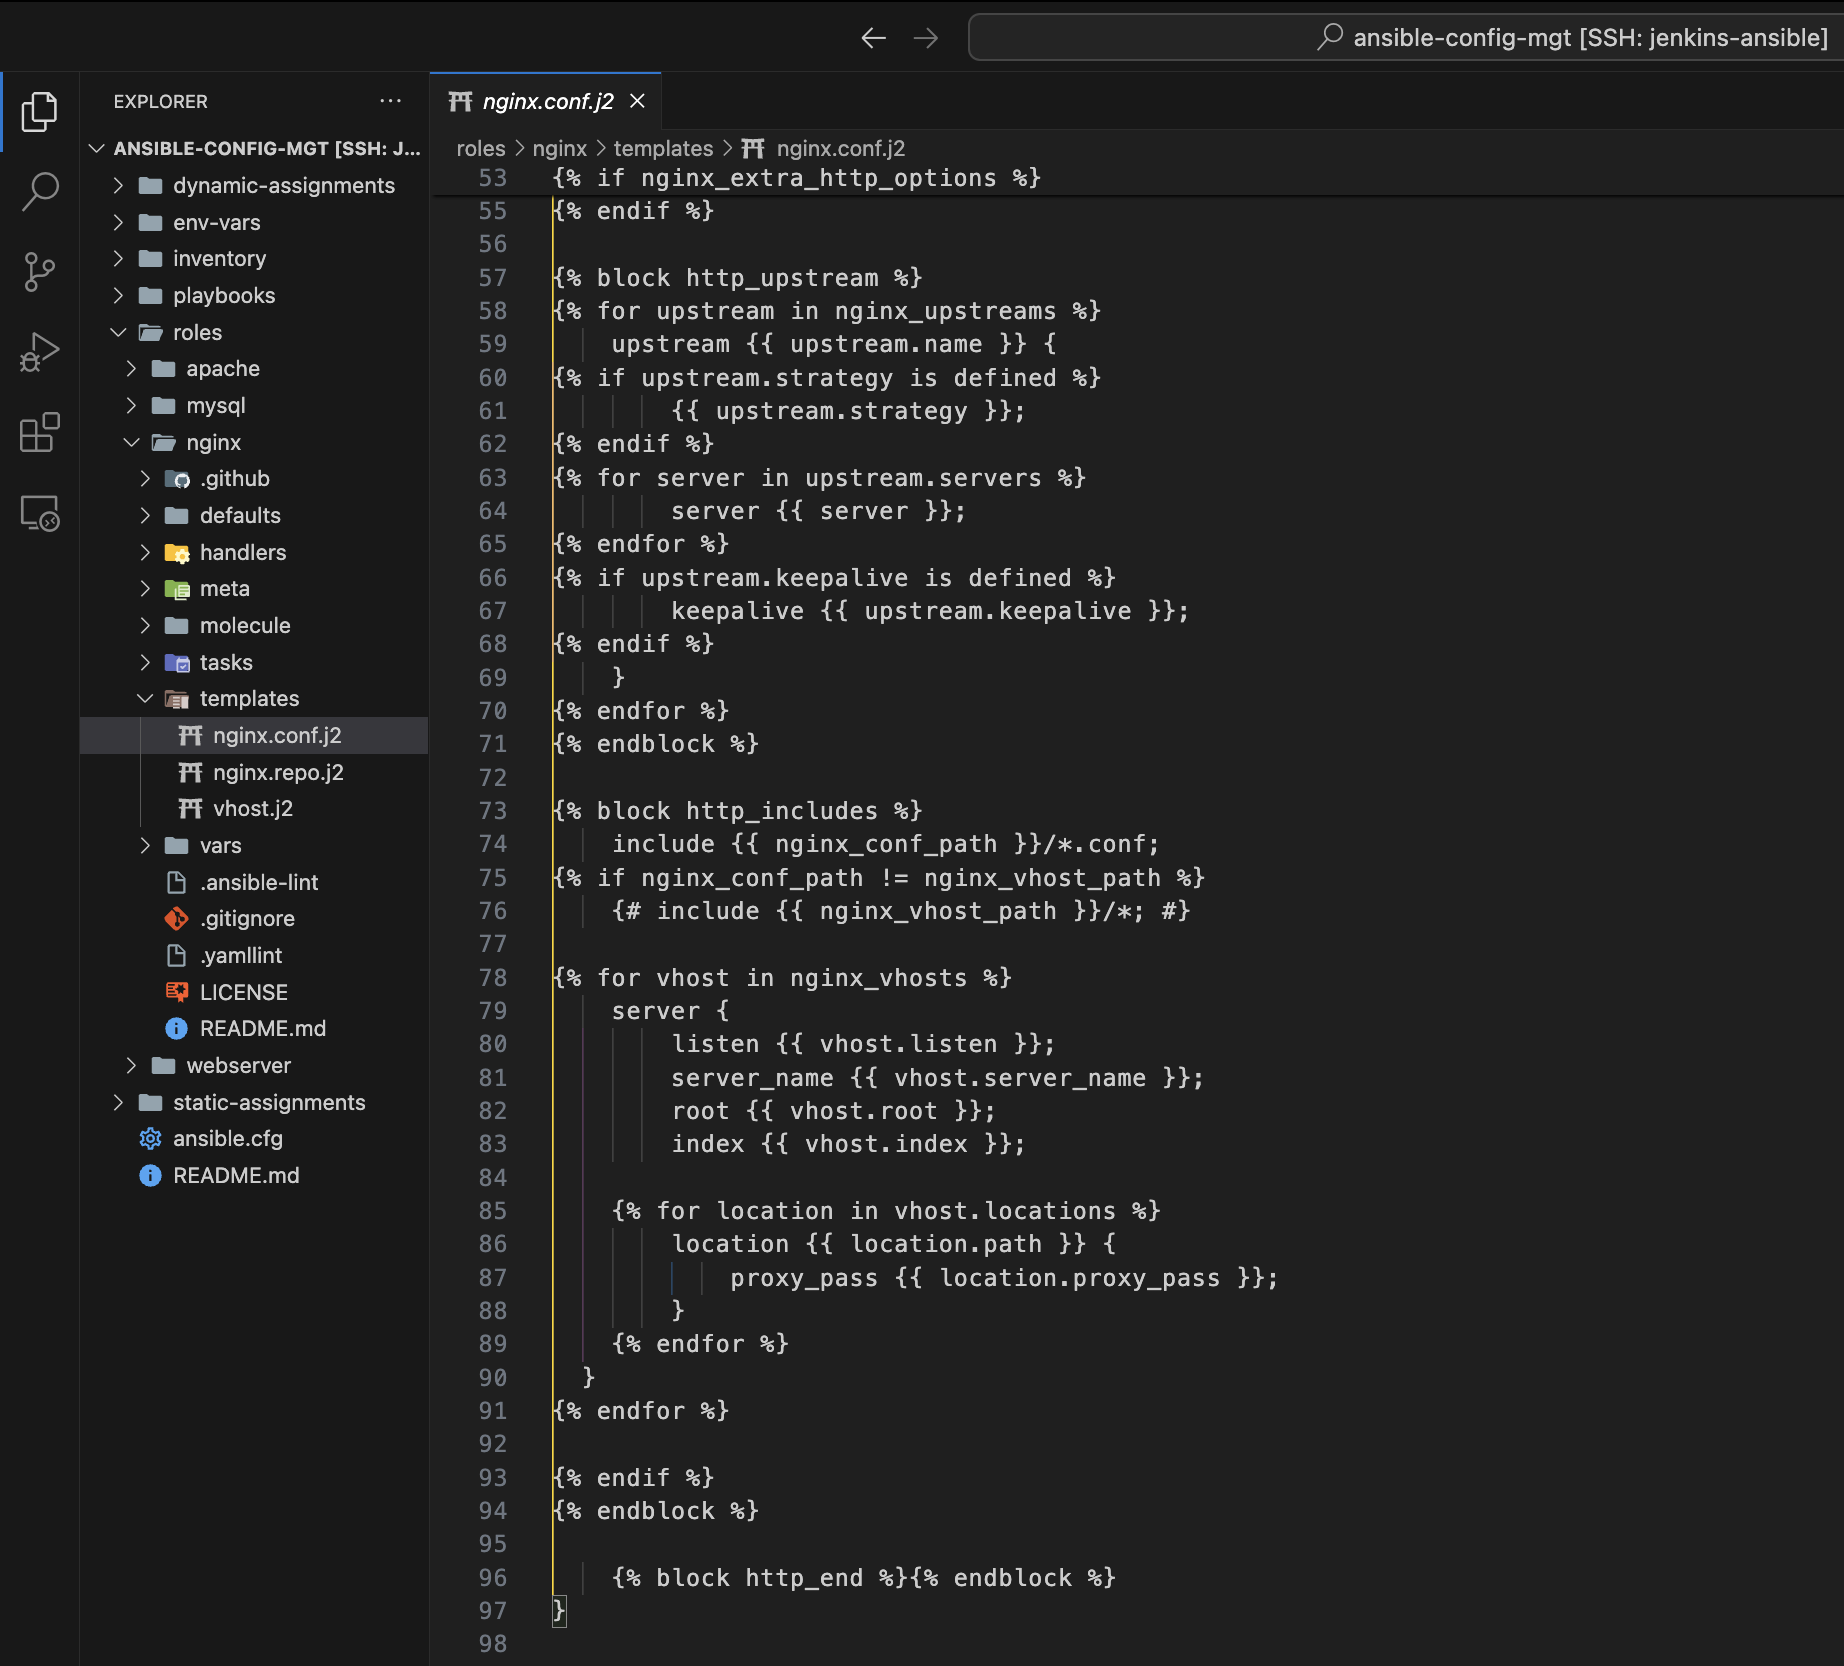 ansible-config-mgt [SSH: jenkins-ansible]
EXPLORER
···
ANSIBLE-CONFIG-MGT [SSH: J...
dynamic-assignments
env-vars
inventory
playbooks
roles
apache
mysql
nginx
.github
defaults
handlers
meta
molecule
tasks
templates
nginx.conf.j2
nginx.repo.j2
vhost.j2
vars
.ansible-lint
.gitignore
.yamllint
LICENSE
README.md
webserver
static-assignments
ansible.cfg
README.md
nginx.conf.j2
roles > nginx > templates > nginx.conf.j2
53 {% if nginx_extra_http_options %}
55 {% endif %}
56
57 {% block http_upstream %}
58 {% for upstream in nginx_upstreams %}
59     upstream {{ upstream.name }} {
60 {% if upstream.strategy is defined %}
61         {{ upstream.strategy }};
62 {% endif %}
63 {% for server in upstream.servers %}
64         server {{ server }};
65 {% endfor %}
66 {% if upstream.keepalive is defined %}
67         keepalive {{ upstream.keepalive }};
68 {% endif %}
69     }
70 {% endfor %}
71 {% endblock %}
72
73 {% block http_includes %}
74     include {{ nginx_conf_path }}/*.conf;
75 {% if nginx_conf_path != nginx_vhost_path %}
76     {# include {{ nginx_vhost_path }}/*; #}
77
78 {% for vhost in nginx_vhosts %}
79     server {
80         listen {{ vhost.listen }};
81         server_name {{ vhost.server_name }};
82         root {{ vhost.root }};
83         index {{ vhost.index }};
84
85     {% for location in vhost.locations %}
86         location {{ location.path }} {
87             proxy_pass {{ location.proxy_pass }};
88         }
89     {% endfor %}
90   }
91 {% endfor %}
92
93 {% endif %}
94 {% endblock %}
95
96     {% block http_end %}{% endblock %}
97 }
98